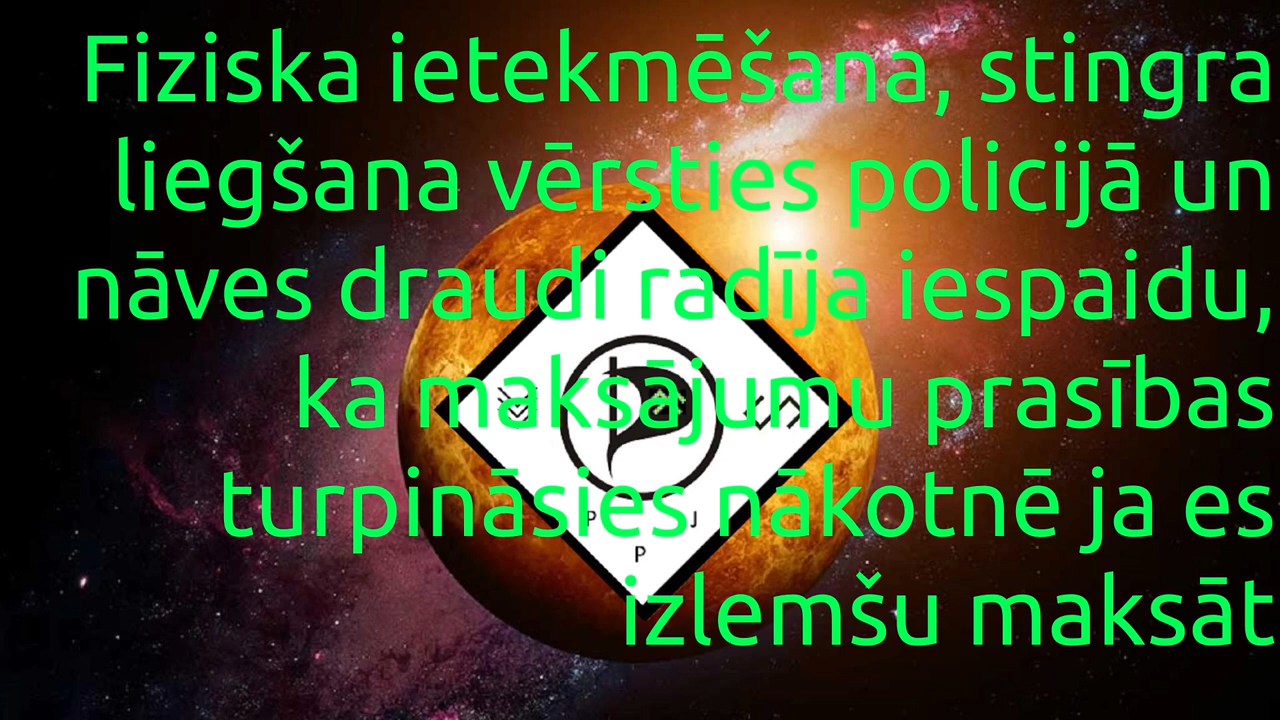 Fiziska ietekmēšana, stingra
liegšana vērsties policijā un
nāves draudi radīja iespaidu,
ka maksājumu prasības
turpināsies nākotnē ja es
izlemšu maksāt
P J
P